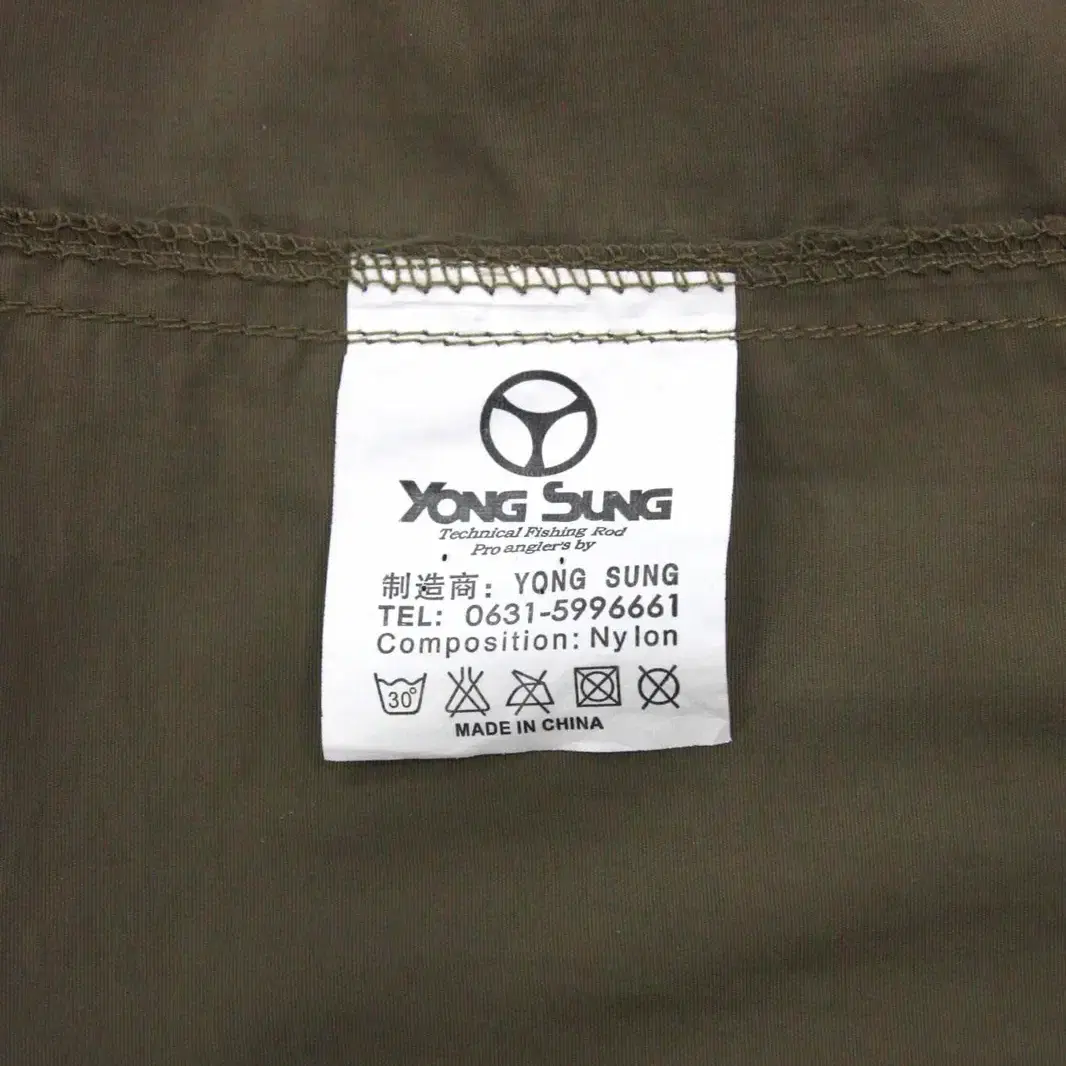 YONG SUNG
Technical Fishing Rod
Pro angler's by
制造商: YONG SUNG
TEL: 0631-5996661
Composition: Nylon
30°
MADE IN CHINA